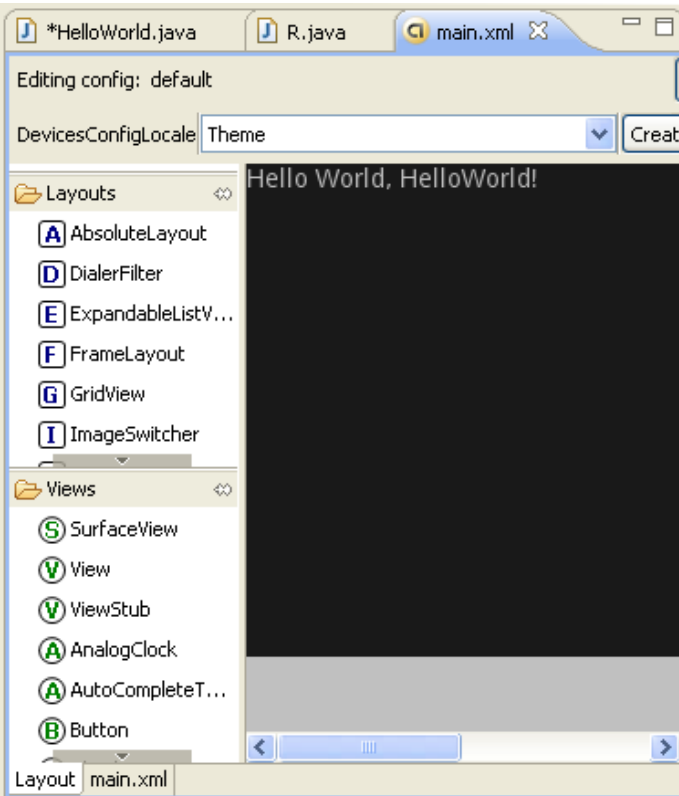 *HelloWorld.java R.java main.xml
Editing config: default
DevicesConfigLocale Theme Creat
Layouts
Hello World, HelloWorld!
A AbsoluteLayout
D DialerFilter
E ExpandableListV...
F FrameLayout
G GridView
I ImageSwitcher
Views
S SurfaceView
V View
V ViewStub
A AnalogClock
A AutoCompleteT...
B Button
Layout main.xml